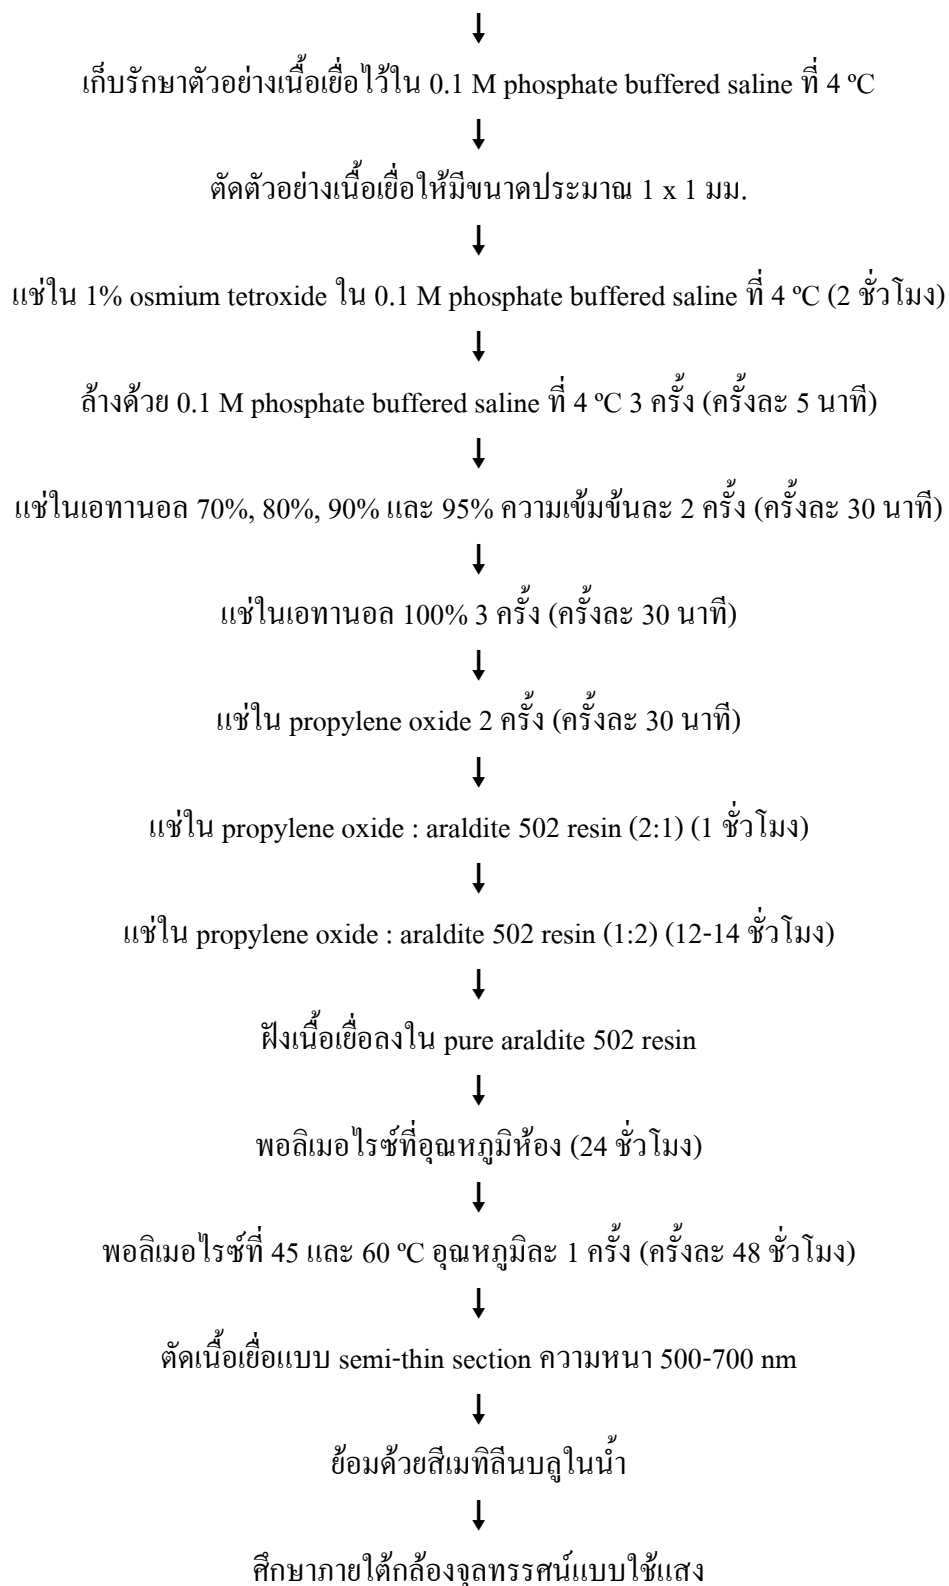 เก็บรักษาตัวอย่างเนื้อเยื่อไว้ใน 0.1 M phosphate buffered saline ที่ 4 ºC
ตัดตัวอย่างเนื้อเยื่อให้มีขนาดประมาณ 1 x 1 มม.
แช่ใน 1% osmium tetroxide ใน 0.1 M phosphate buffered saline ที่ 4 ºC (2 ชั่วโมง)
ล้างด้วย 0.1 M phosphate buffered saline ที่ 4 ºC 3 ครั้ง (ครั้งละ 5 นาที)
แช่ในเอทานอล 70%, 80%, 90% และ 95% ความเข้มข้นละ 2 ครั้ง (ครั้งละ 30 นาที)
แช่ในเอทานอล 100% 3 ครั้ง (ครั้งละ 30 นาที)
แช่ใน propylene oxide 2 ครั้ง (ครั้งละ 30 นาที)
แช่ใน propylene oxide : araldite 502 resin (2:1) (1 ชั่วโมง)
แช่ใน propylene oxide : araldite 502 resin (1:2) (12-14 ชั่วโมง)
ฝังเนื้อเยื่อลงใน pure araldite 502 resin
พอลิเมอไรซ์ที่อุณหภูมิห้อง (24 ชั่วโมง)
พอลิเมอไรซ์ที่ 45 และ 60 ºC อุณหภูมิละ 1 ครั้ง (ครั้งละ 48 ชั่วโมง)
ตัดเนื้อเยื่อแบบ semi-thin section ความหนา 500-700 nm
ย้อมด้วยสีเมทิลีนบลูในน้ำ
ศึกษาภายใต้กล้องจุลทรรศน์แบบใช้แสง